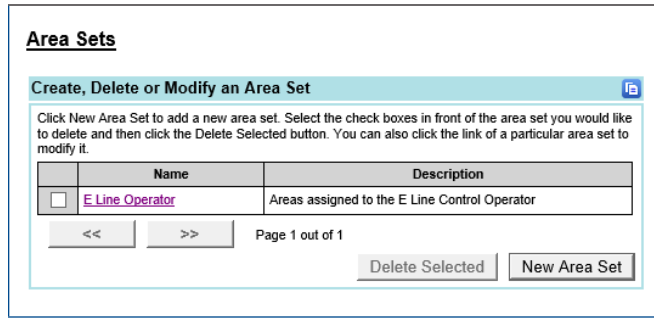 Area Sets
Create, Delete or Modify an Area Set
Click New Area Set to add a new area set. Select the check boxes in front of the area set you would like
to delete and then click the Delete Selected button. You can also click the link of a particular area set to
modify it.
Name Description
E Line Operator Areas assigned to the E Line Control Operator
<< >> Page 1 out of 1
Delete Selected New Area Set